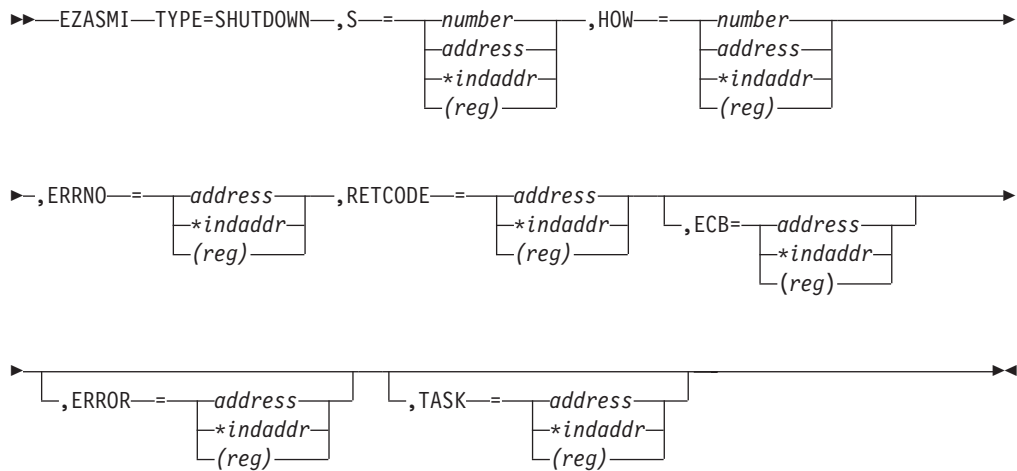 EZASMI TYPE=SHUTDOWN ,S = number ,HOW = number
address address
*indaddr *indaddr
(reg) (reg)
,ERRNO = address ,RETCODE = address
*indaddr *indaddr ,ECB= address
(reg) (reg) *indaddr
(reg)
,ERROR = address ,TASK = address
*indaddr *indaddr
(reg) (reg)